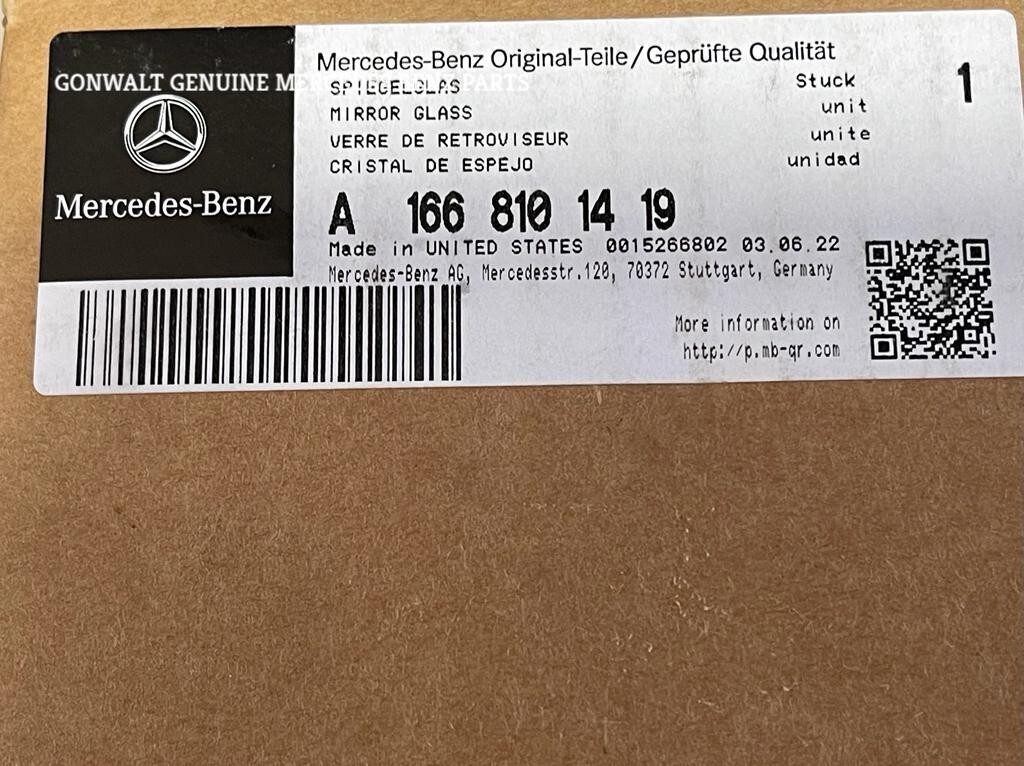 Mercedes-Benz Original-Teile/Geprüfte Qualität
GONWALT GENUINE MERCEDES-BENZ PARTS
SPIEGELGLAS Stuck 1
MIRROR GLASS unit
VERRE DE RETROVISEUR unite
CRISTAL DE ESPEJO unidad
Mercedes-Benz
A 166 810 14 19
Made in UNITED STATES 0015266802 03.06.22
Mercedes-Benz AG, Mercedesstr.120, 70372 Stuttgart, Germany
More information on
http://p.mb-qr.com